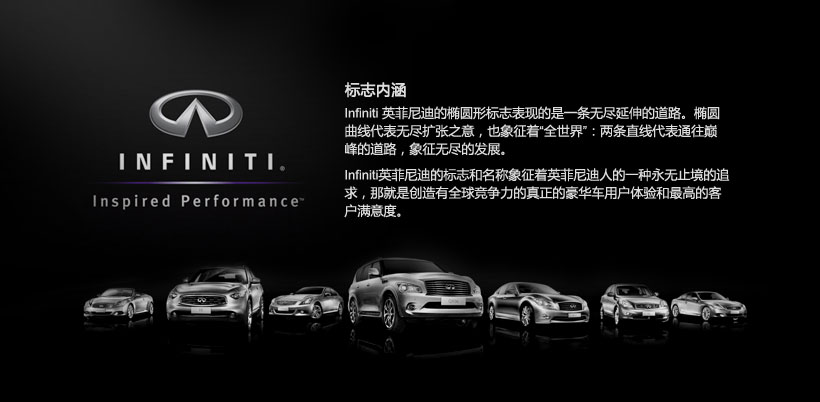 INFINITI®
Inspired Performance™
标志内涵
Infiniti 英菲尼迪的椭圆形标志表现的是一条无尽延伸的道路。椭圆
曲线代表无尽扩张之意，也象征着“全世界”：两条直线代表通往巅
峰的道路，象征无尽的发展。
Infiniti英菲尼迪的标志和名称象征着英菲尼迪人的一种永无止境的追
求，那就是创造有全球竞争力的真正的豪华车用户体验和最高的客
户满意度。